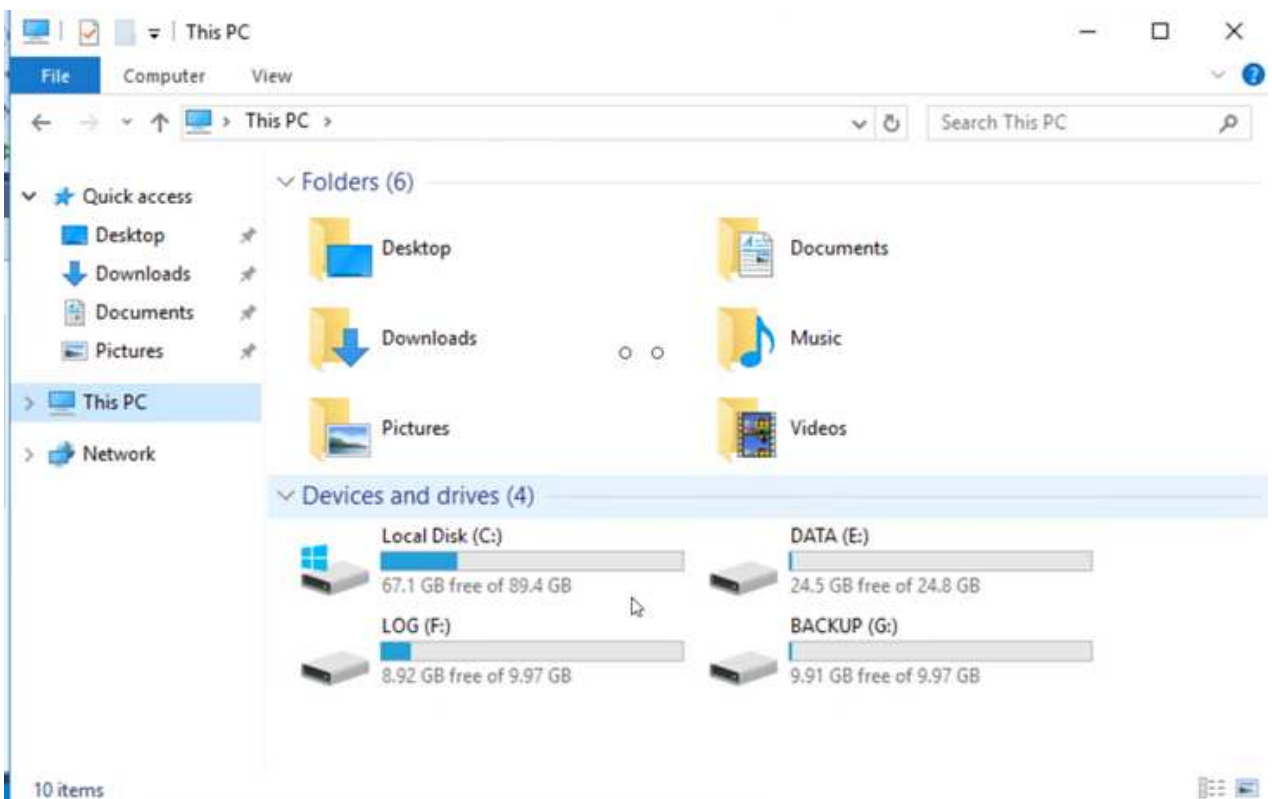 This PC
File Computer View
This PC
Search This PC
Quick access
Desktop
Downloads
Documents
Pictures
This PC
Network
Folders (6)
Desktop
Documents
Downloads
Music
Pictures
Videos
Devices and drives (4)
Local Disk (C:)
67.1 GB free of 89.4 GB
DATA (E:)
24.5 GB free of 24.8 GB
LOG (F:)
8.92 GB free of 9.97 GB
BACKUP (G:)
9.91 GB free of 9.97 GB
10 items